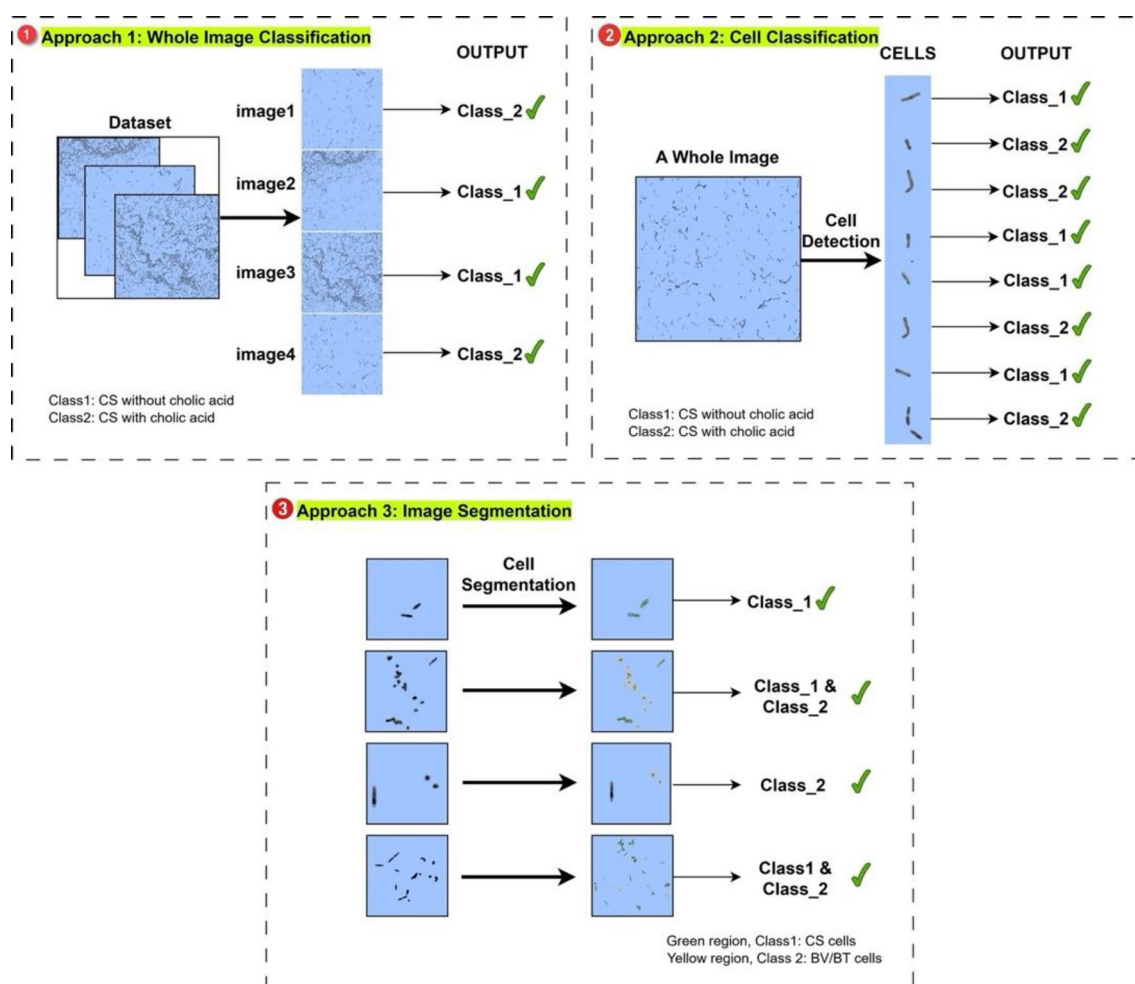 1 Approach 1: Whole Image Classification
OUTPUT
Dataset
image1
Class_2
image2
Class_1
image3
Class_1
image4
Class_2
Class1: CS without cholic acid
Class2: CS with cholic acid
2 Approach 2: Cell Classification
CELLS
OUTPUT
A Whole Image
Cell
Detection
Class_1
Class_2
Class_2
Class_1
Class_1
Class_2
Class_1
Class_2
Class1: CS without cholic acid
Class2: CS with cholic acid
3 Approach 3: Image Segmentation
Cell
Segmentation
Class_1
Class_1 &
Class_2
Class_2
Class1 &
Class_2
Green region, Class1: CS cells
Yellow region, Class 2: BV/BT cells